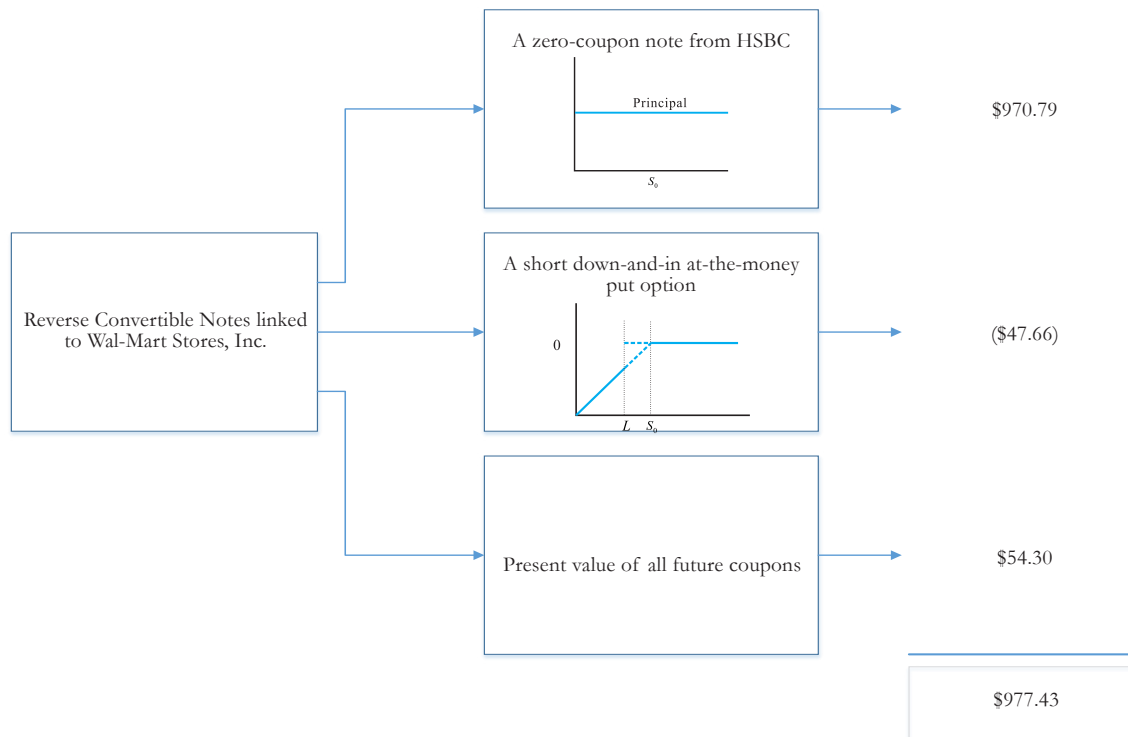 A zero-coupon note from HSBC
Principal
S₀
$970.79
Reverse Convertible Notes linked
to Wal-Mart Stores, Inc.
A short down-and-in at-the-money
put option
0
L S₀
($47.66)
Present value of all future coupons
$54.30
$977.43